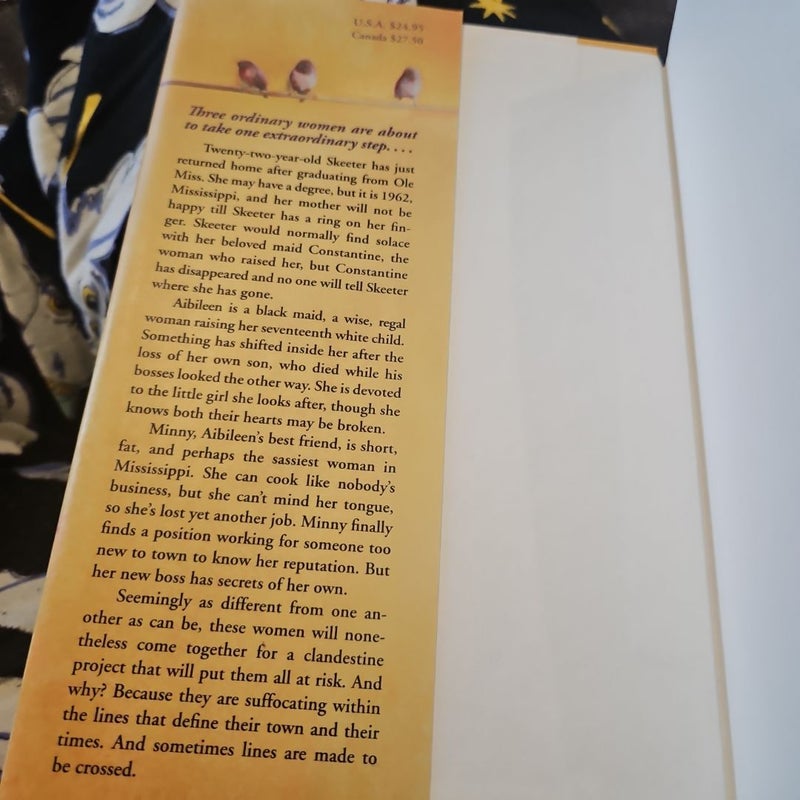 U.S.A. $24.95
Canada $27.50
Three ordinary women are about
to take one extraordinary step. . . .
Twenty-two-year-old Skeeter has just
returned home after graduating from Ole
Miss. She may have a degree, but it is 1962,
Mississippi, and her mother will not be
happy till Skeeter has a ring on her fin-
ger. Skeeter would normally find solace
with her beloved maid Constantine, the
woman who raised her, but Constantine
has disappeared and no one will tell Skeeter
where she has gone.
Aibileen is a black maid, a wise, regal
woman raising her seventeenth white child.
Something has shifted inside her after the
loss of her own son, who died while his
bosses looked the other way. She is devoted
to the little girl she looks after, though she
knows both their hearts may be broken.
Minny, Aibileen's best friend, is short,
fat, and perhaps the sassiest woman in
Mississippi. She can cook like nobody's
business, but she can't mind her tongue,
so she's lost yet another job. Minny finally
finds a position working for someone too
new to town to know her reputation. But
her new boss has secrets of her own.
Seemingly as different from one an-
other as can be, these women will none-
theless come together for a clandestine
project that will put them all at risk. And
why? Because they are suffocating within
the lines that define their town and their
times. And sometimes lines are made to
be crossed.